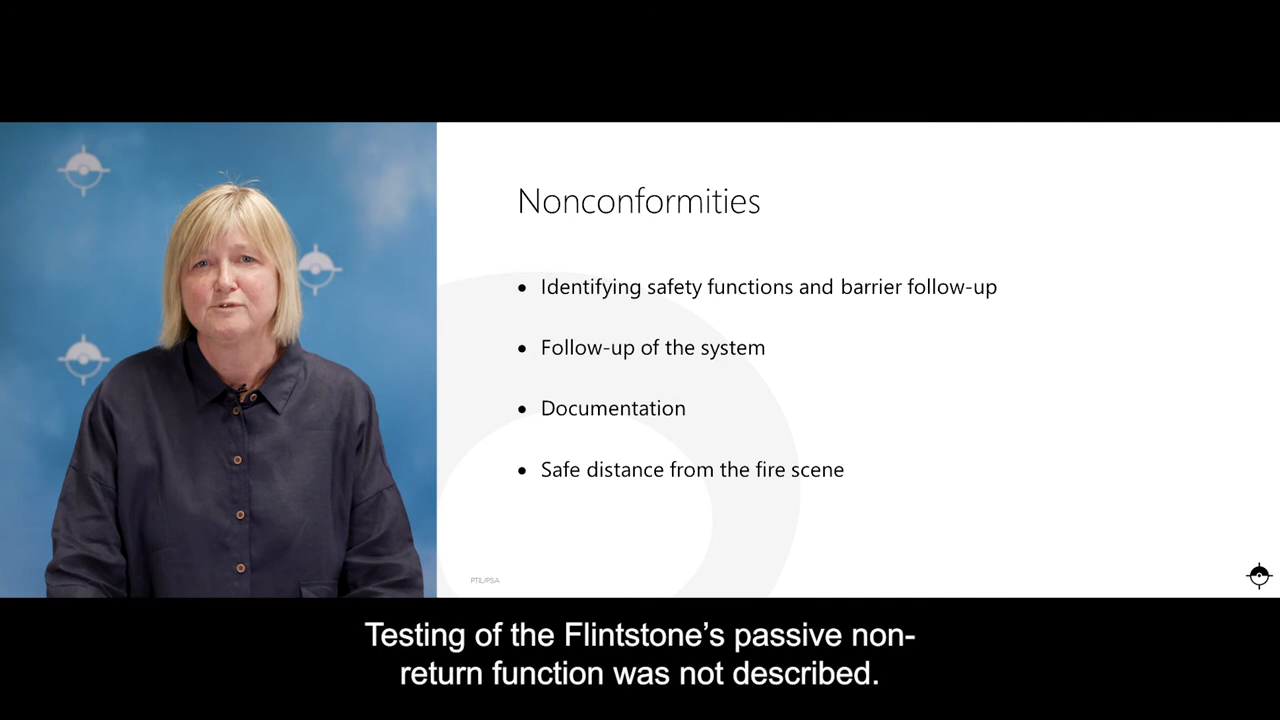 Nonconformities
• Identifying safety functions and barrier follow-up
• Follow-up of the system
• Documentation
• Safe distance from the fire scene
PTIL/PSA
Testing of the Flintstone’s passive non-
return function was not described.